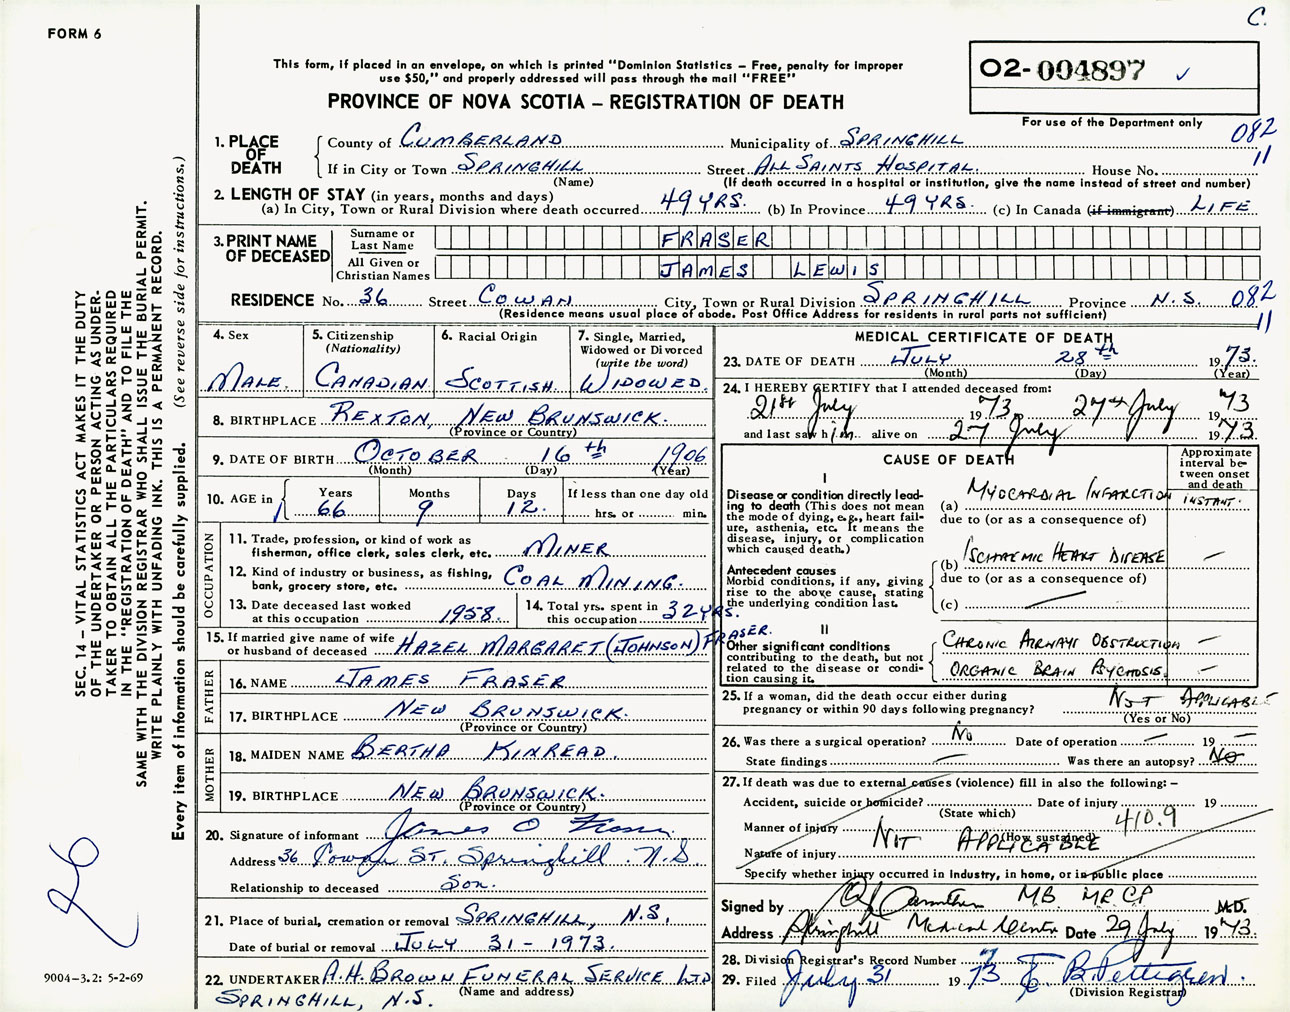 C.
FORM 6
This form, if placed in an envelope, on which is printed "Dominion Statistics – Free, penalty for improper
use $50," and properly addressed will pass through the mail "FREE"
PROVINCE OF NOVA SCOTIA – REGISTRATION OF DEATH
02-004897 ✓
For use of the Department only
082
11
1. PLACE OF DEATH
County of CUMBERLAND Municipality of SPRINGHILL
If in City or Town SPRINGHILL Street ALL SAINTS HOSPITAL. House No.
(Name) (If death occurred in a hospital or institution, give the name instead of street and number)
2. LENGTH OF STAY (in years, months and days)
(a) In City, Town or Rural Division where death occurred 49 YRS. (b) In Province 49 YRS. (c) In Canada (if immigrant) LIFE
3. PRINT NAME OF DECEASED
Surname or Last Name FRASER
All Given or Christian Names JAMES LEWIS
RESIDENCE No. 36 Street COWAN City, Town or Rural Division SPRINGHILL Province N.S. 082
11
(Residence means usual place of abode. Post Office Address for residents in rural parts not sufficient)
4. Sex
MALE.
5. Citizenship
(Nationality)
CANADIAN
6. Racial Origin
SCOTTISH
7. Single, Married,
Widowed or Divorced
(write the word)
WIDOWED.
8. BIRTHPLACE REXTON, NEW BRUNSWICK.
(Province or Country)
9. DATE OF BIRTH OCTOBER 16th 1906
(Month) (Day) (Year)
10. AGE in
Years Months Days If less than one day old
66 9 12. hrs. or min.
OCCUPATION
11. Trade, profession, or kind of work as
fisherman, office clerk, sales clerk, etc. MINER
12. Kind of industry or business, as fishing,
bank, grocery store, etc. COAL MINING.
13. Date deceased last worked
at this occupation 1958.
14. Total yrs. spent in
this occupation 32 YRS.
15. If married give name of wife
or husband of deceased HAZEL MARGARET (JOHNSON) FRASER.
FATHER
16. NAME JAMES FRASER
17. BIRTHPLACE NEW BRUNSWICK.
(Province or Country)
MOTHER
18. MAIDEN NAME BERTHA KINREAD.
19. BIRTHPLACE NEW BRUNSWICK.
(Province or Country)
20. Signature of informant James O Fraser
Address 36 Cowan St. Springhill N.S
Relationship to deceased Son.
21. Place of burial, cremation or removal SPRINGHILL, N.S.
Date of burial or removal JULY 31 - 1973.
22. UNDERTAKER A.H. BROWN FUNERAL SERVICE LTD
(Name and address)
SPRINGHILL, N.S.
MEDICAL CERTIFICATE OF DEATH
23. DATE OF DEATH JULY 28th 1973.
(Month) (Day) (Year)
24. I HEREBY CERTIFY that I attended deceased from:
21st July 1973, 27th July 1973
and last saw him alive on 27 July 1973.
CAUSE OF DEATH
Approximate
interval be-
tween onset
and death
I
Disease or condition directly lead-
ing to death (This does not mean
the mode of dying, e.g., heart fail-
ure, asthenia, etc. It means the
disease, injury, or complication
which caused death.)
(a) MYOCARDIAL INFARCTION INSTANT.
due to (or as a consequence of)
Antecedent causes
Morbid conditions, if any, giving
rise to the above cause, stating
the underlying condition last.
(b) ISCHAEMIC HEART DISEASE –
due to (or as a consequence of)
(c) –
II
Other significant conditions
contributing to the death, but not
related to the disease or condi-
tion causing it.
CHRONIC AIRWAYS OBSTRUCTION –
ORGANIC BRAIN PSYCHOSIS. –
25. If a woman, did the death occur either during
pregnancy or within 90 days following pregnancy? NOT APPLICABLE
(Yes or No)
26. Was there a surgical operation? No Date of operation – 19 –
State findings – Was there an autopsy? NO
27. If death was due to external causes (violence) fill in also the following: –
Accident, suicide or homicide? Date of injury 19
(State which)
Manner of injury 410.9
(How sustained)
NOT APPLICABLE
Nature of injury
Specify whether injury occurred in industry, in home, or in public place
Signed by MB MRCP M.D.
Address Springhill Medical Centre Date 29 July 1973.
28. Division Registrar's Record Number 7
29. Filed July 31 1973 E. B. Pettigrew.
(Division Registrar)
SEC. 14 – VITAL STATISTICS ACT MAKES IT THE DUTY
OF THE UNDERTAKER OR PERSON ACTING AS UNDER-
TAKER TO OBTAIN ALL THE PARTICULARS REQUIRED
IN THE "REGISTRATION OF DEATH" AND TO FILE THE
SAME WITH THE DIVISION REGISTRAR WHO SHALL ISSUE THE BURIAL PERMIT.
WRITE PLAINLY WITH UNFADING INK. THIS IS A PERMANENT RECORD.
Every item of information should be carefully supplied. (See reverse side for instructions.)
26
9004-3.2: 5-2-69